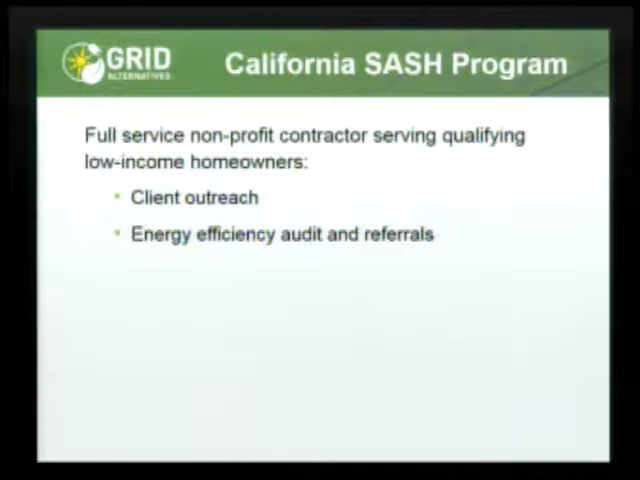 GRID
ALTERNATIVES
California SASH Program
Full service non-profit contractor serving qualifying
low-income homeowners:
• Client outreach
• Energy efficiency audit and referrals